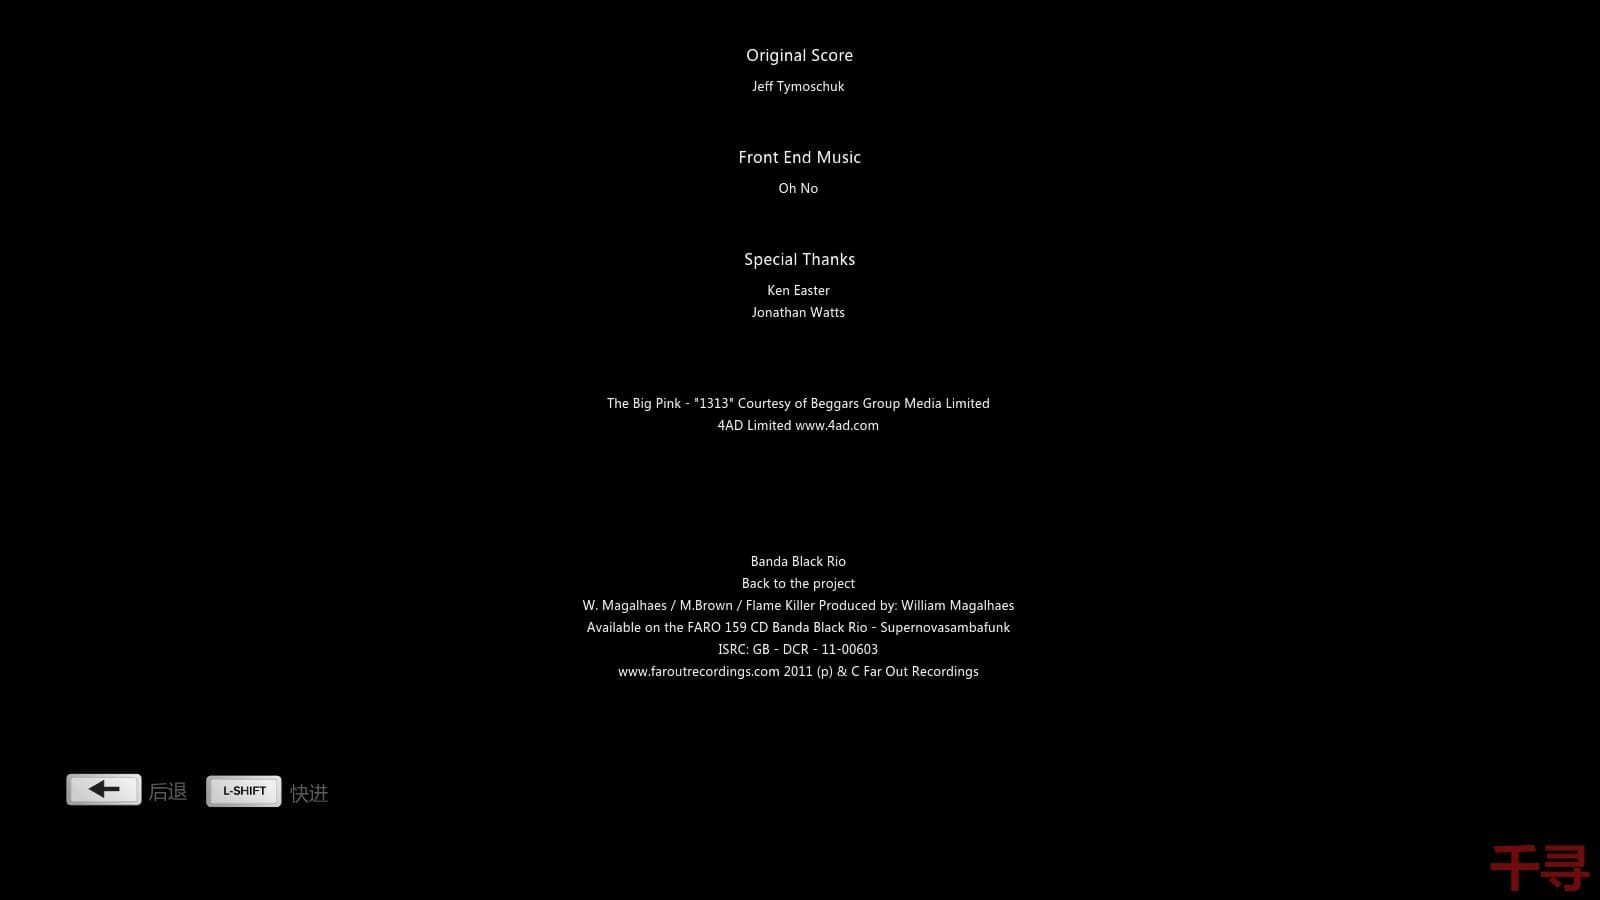 Original Score
Jeff Tymoschuk
Front End Music
Oh No
Special Thanks
Ken Easter
Jonathan Watts
The Big Pink - "1313" Courtesy of Beggars Group Media Limited
4AD Limited www.4ad.com
Banda Black Rio
Back to the project
W. Magalhaes / M.Brown / Flame Killer Produced by: William Magalhaes
Available on the FARO 159 CD Banda Black Rio - Supernovasambafunk
ISRC: GB - DCR - 11-00603
www.faroutrecordings.com 2011 (p) & C Far Out Recordings
后退 L-SHIFT 快进
千寻